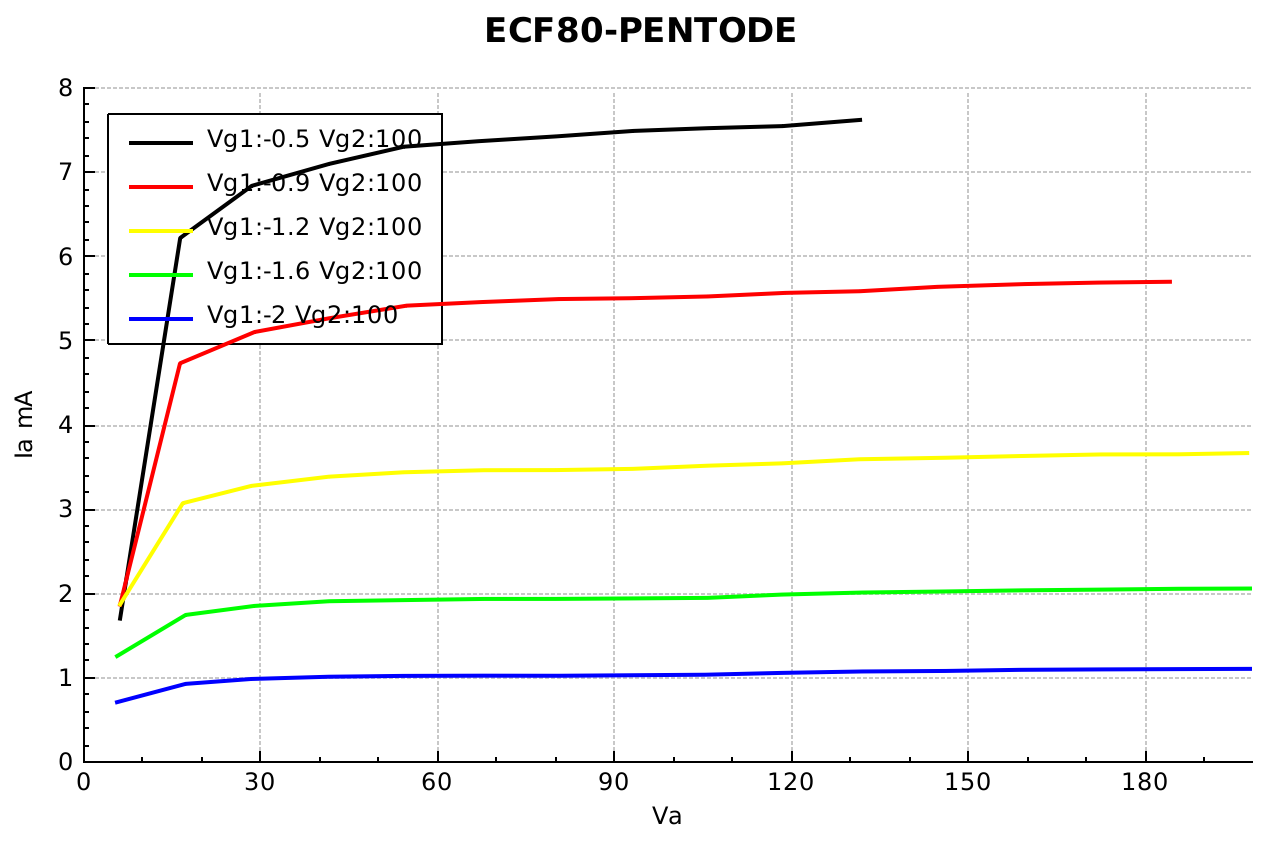 ECF80-PENTODE
8
7
6
5
4
3
2
1
0
Ia mA
Vg1:-0.5 Vg2:100
Vg1:-0.9 Vg2:100
Vg1:-1.2 Vg2:100
Vg1:-1.6 Vg2:100
Vg1:-2 Vg2:100
0 30 60 90 120 150 180
Va